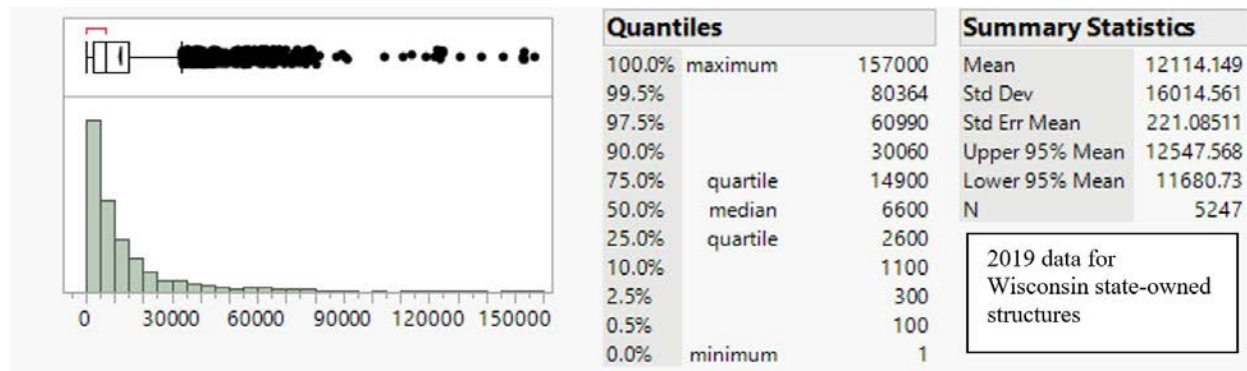 Quantiles
100.0% maximum 157000
99.5% 80364
97.5% 60990
90.0% 30060
75.0% quartile 14900
50.0% median 6600
25.0% quartile 2600
10.0% 1100
2.5% 300
0.5% 100
0.0% minimum 1
Summary Statistics
Mean 12114.149
Std Dev 16014.561
Std Err Mean 221.08511
Upper 95% Mean 12547.568
Lower 95% Mean 11680.73
N 5247
2019 data for
Wisconsin state-owned
structures
0 30000 60000 90000 120000 150000